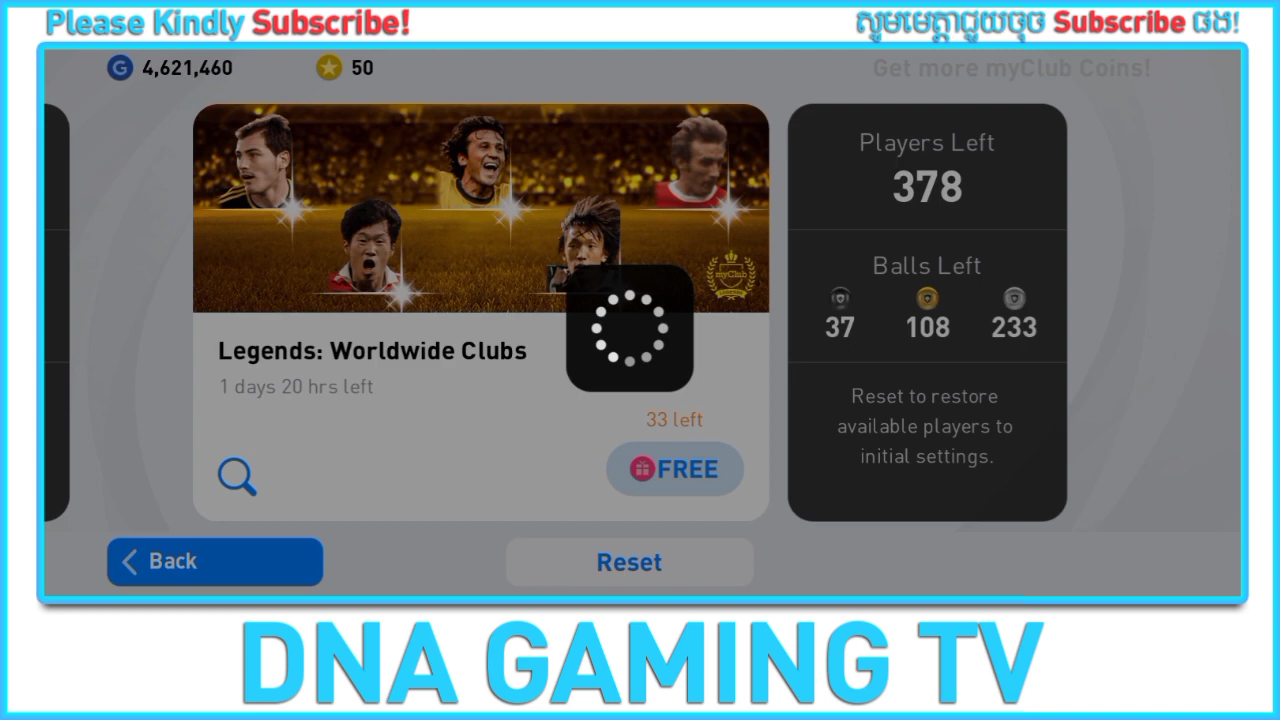 Please Kindly Subscribe!
សូមមេត្តាជួយចុច Subscribe ផង!
G 4,621,460
50
Get more myClub Coins!
myClub
Players Left
378
Balls Left
37 108 233
Legends: Worldwide Clubs
1 days 20 hrs left
33 left
FREE
Reset to restore
available players to
initial settings.
Back
Reset
DNA GAMING TV